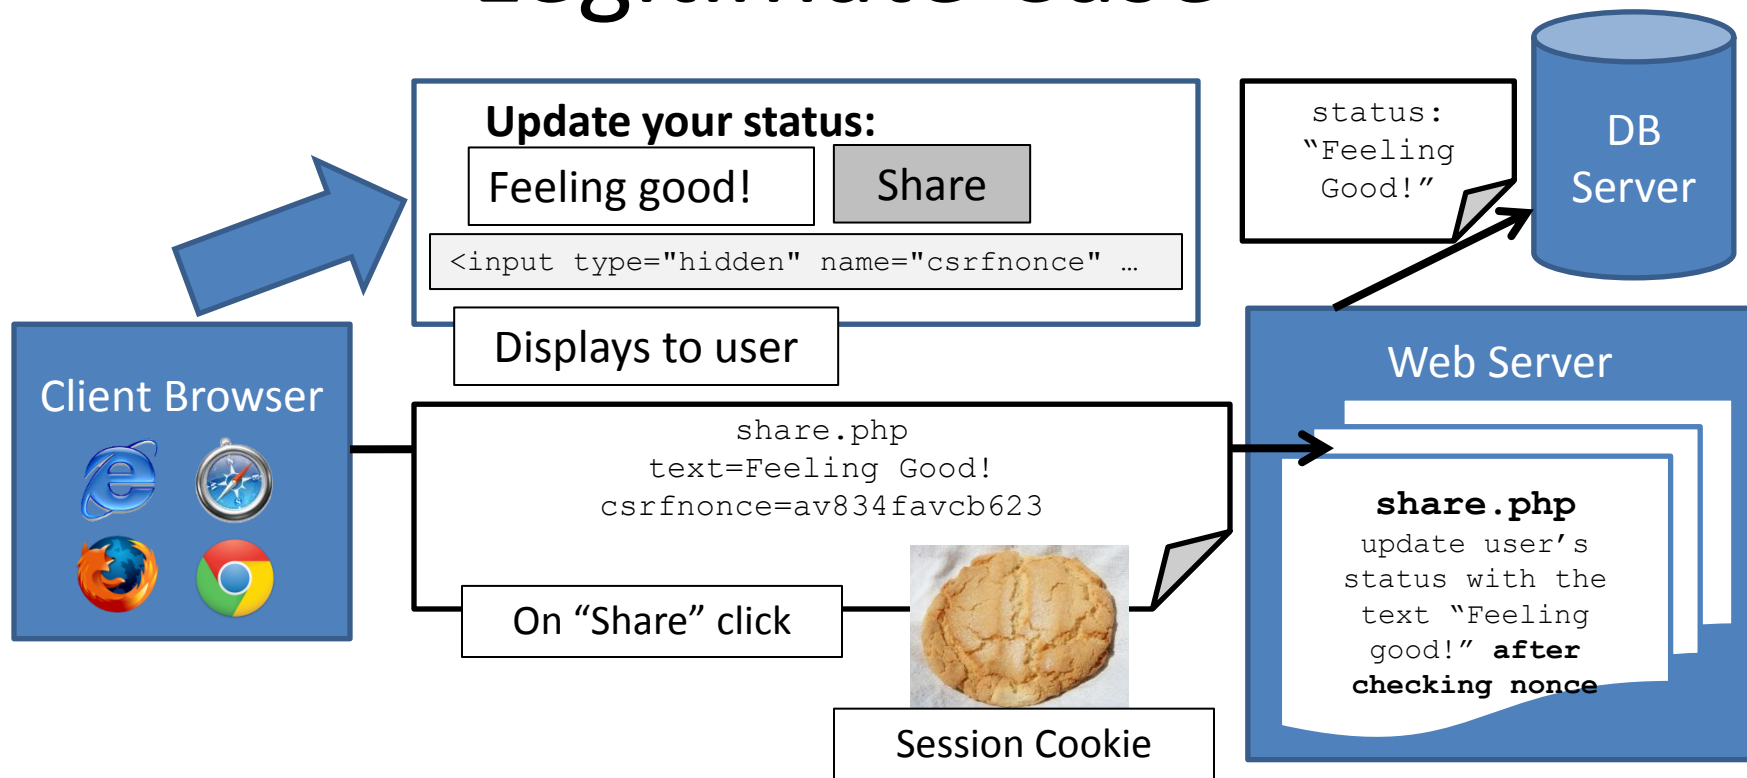 Legitimate Case
Update your status:
Feeling good!
Share
<input type="hidden" name="csrfnonce" …
Displays to user
status:
“Feeling
Good!”
DB
Server
Client Browser
share.php
text=Feeling Good!
csrfnonce=av834favcb623
On “Share” click
Session Cookie
Web Server
share.php
update user’s
status with the
text “Feeling
good!” after
checking nonce